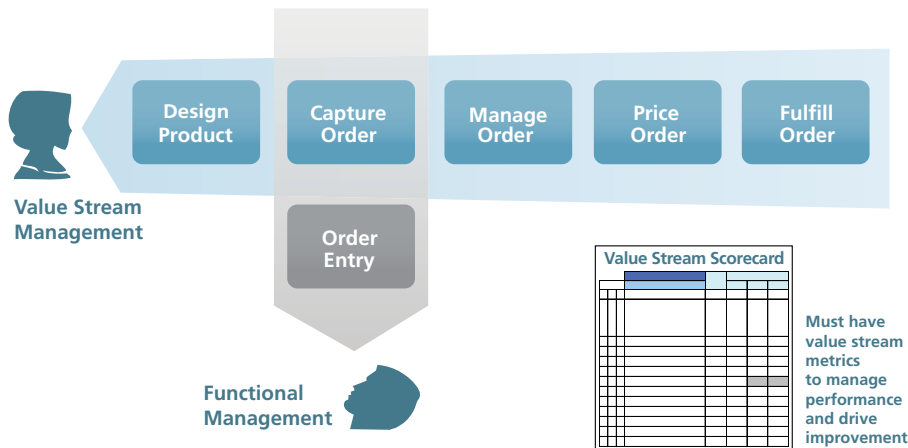 Design
Product
Capture
Order
Manage
Order
Price
Order
Fulfill
Order
Value Stream
Management
Order
Entry
Value Stream Scorecard
Must have
value stream
metrics
to manage
performance
and drive
improvement
Functional
Management